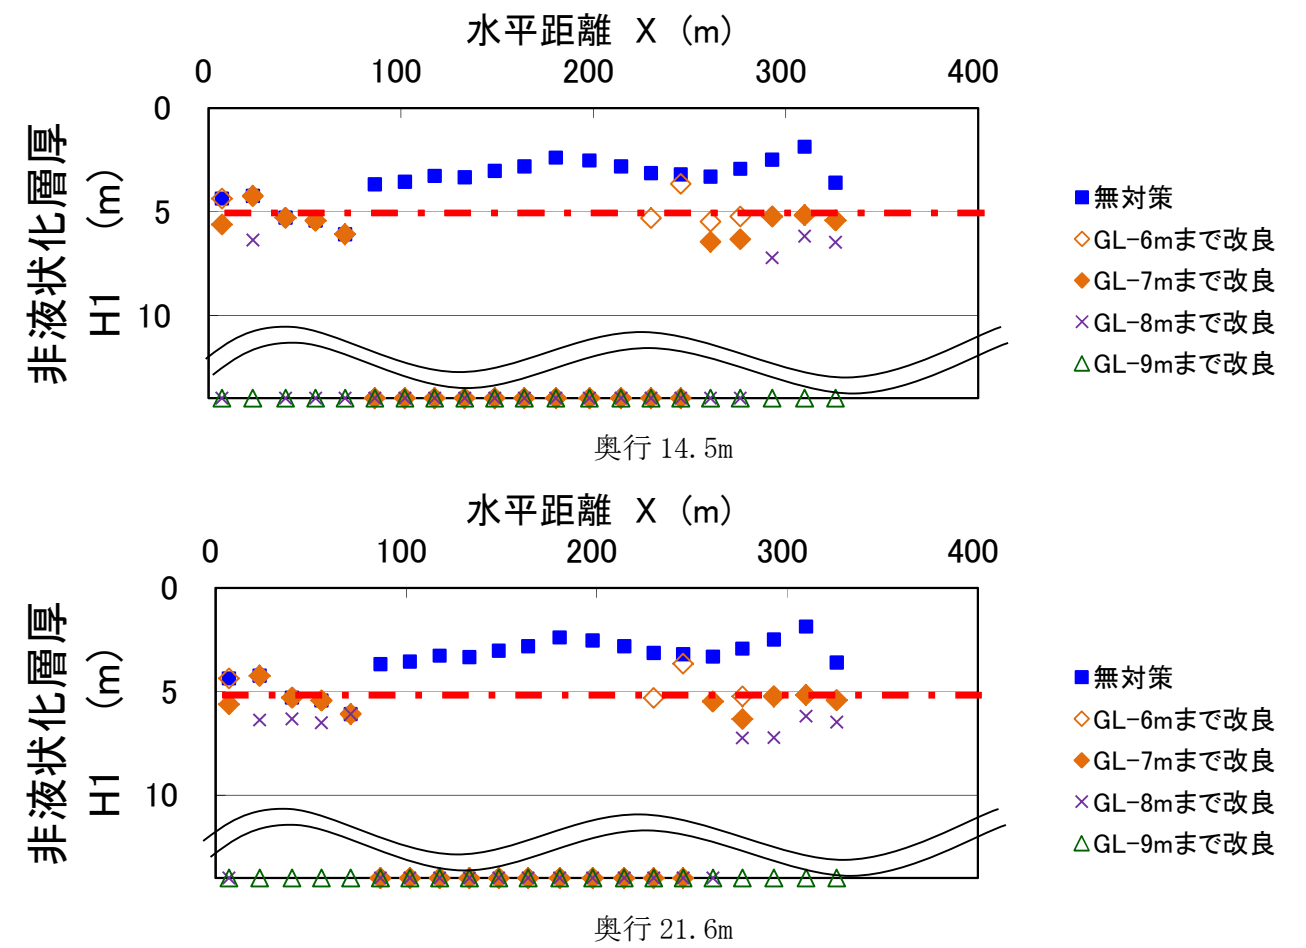 水平距離 X (m)
0 100 200 300 400
非液状化層厚
H1 (m)
0
5
10
無対策
GL-6mまで改良
GL-7mまで改良
GL-8mまで改良
GL-9mまで改良
奥行 14.5m
水平距離 X (m)
0 100 200 300 400
非液状化層厚
H1 (m)
0
5
10
無対策
GL-6mまで改良
GL-7mまで改良
GL-8mまで改良
GL-9mまで改良
奥行 21.6m